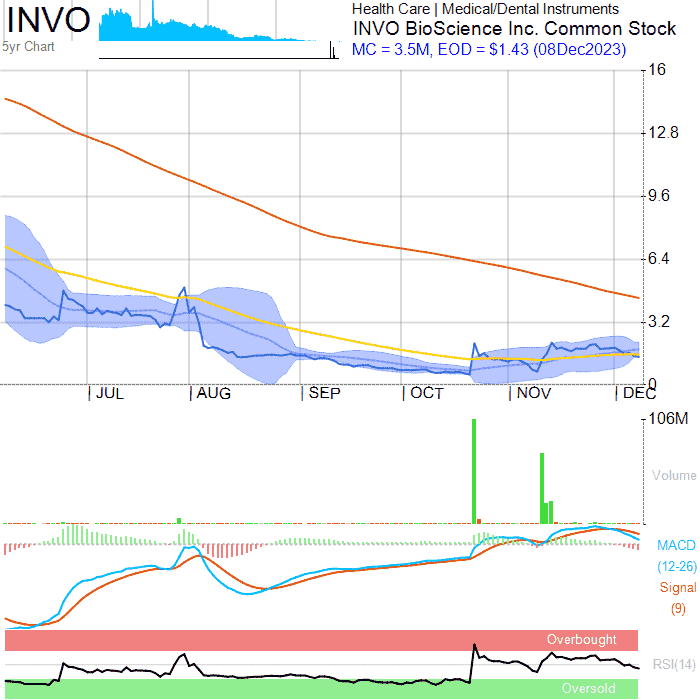 INVO
5yr Chart
Health Care | Medical/Dental Instruments
INVO BioScience Inc. Common Stock
MC = 3.5M, EOD = $1.43 (08Dec2023)
16
12.8
9.6
6.4
3.2
0
JUL
AUG
SEP
OCT
NOV
DEC
106M
Volume
MACD
(12-26)
Signal
(9)
Overbought
RSI(14)
Oversold